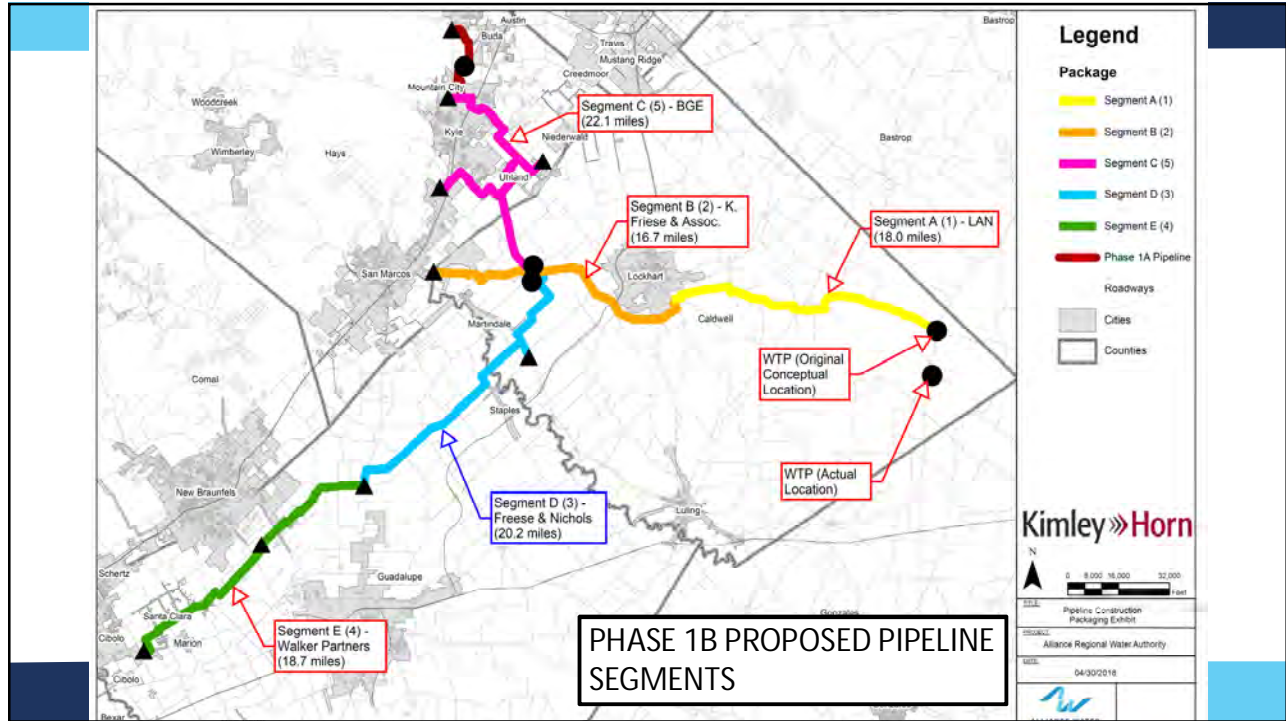 Austin
Buda
Bastrop
Bastrop
Travis
Mustang Ridge
Creedmoor
Mountain City
Woodcreek
Segment C (5) - BGE
(22.1 miles)
Kyle
Niederwald
Bastrop
Wimberley
Hays
Uhland
Segment B (2) - K.
Friese & Assoc.
(16.7 miles)
Segment A (1) - LAN
(18.0 miles)
San Marcos
Lockhart
Martindale
Caldwell
WTP (Original
Conceptual
Location)
Comal
Staples
WTP (Actual
Location)
New Braunfels
Segment D (3) -
Freese & Nichols
(20.2 miles)
Luling
Schertz
Guadalupe
Santa Clara
Cibolo
Marion
Gonzales
Segment E (4) -
Walker Partners
(18.7 miles)
Cibolo
Bexar
PHASE 1B PROPOSED PIPELINE
SEGMENTS
Legend
Package
Segment A (1)
Segment B (2)
Segment C (5)
Segment D (3)
Segment E (4)
Phase 1A Pipeline
Roadways
Cities
Counties
Kimley»Horn
N
0 8,000 16,000 32,000
Feet
Pipeline Construction
Packaging Exhibit
Alliance Regional Water Authority
DATE:
04/30/2018